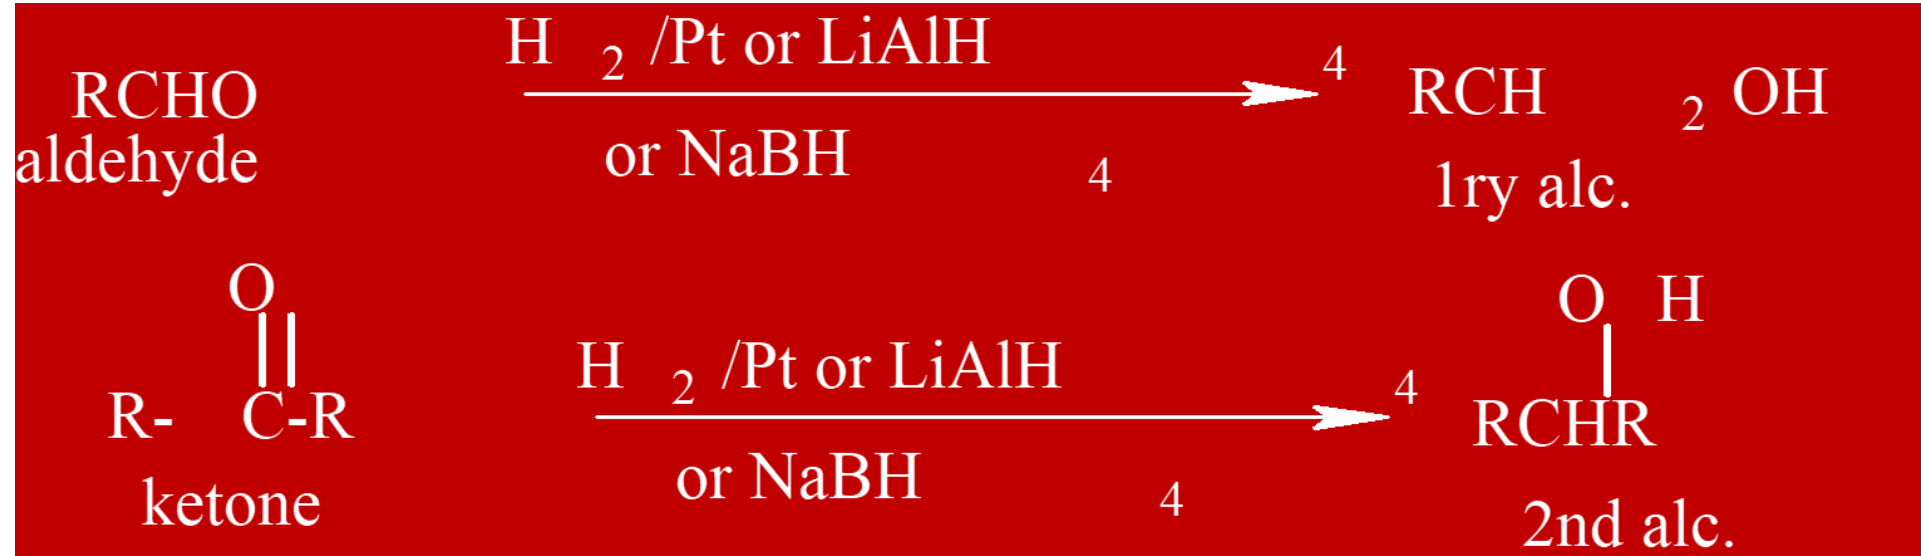 H 2 /Pt or LiAlH 4
RCHO RCH 2 OH
aldehyde or NaBH 4 1ry alc.
O O H
H 2 /Pt or LiAlH 4
R- C-R RCHR
or NaBH 4
ketone 2nd alc.